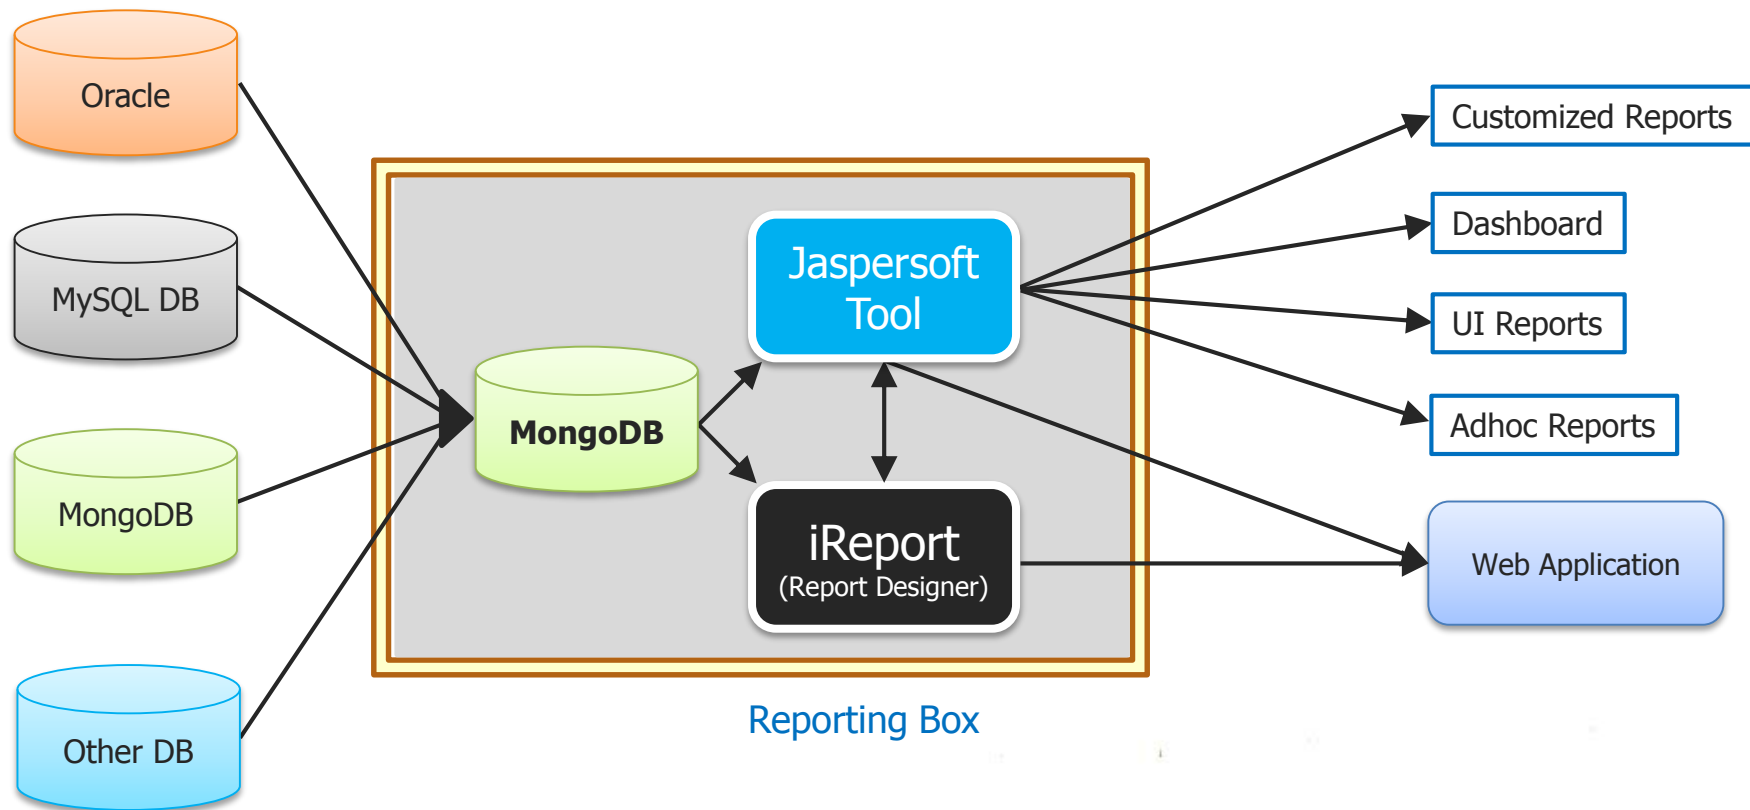 Oracle
MySQL DB
MongoDB
Other DB
MongoDB
Jaspersoft
Tool
iReport
(Report Designer)
Reporting Box
Customized Reports
Dashboard
UI Reports
Adhoc Reports
Web Application